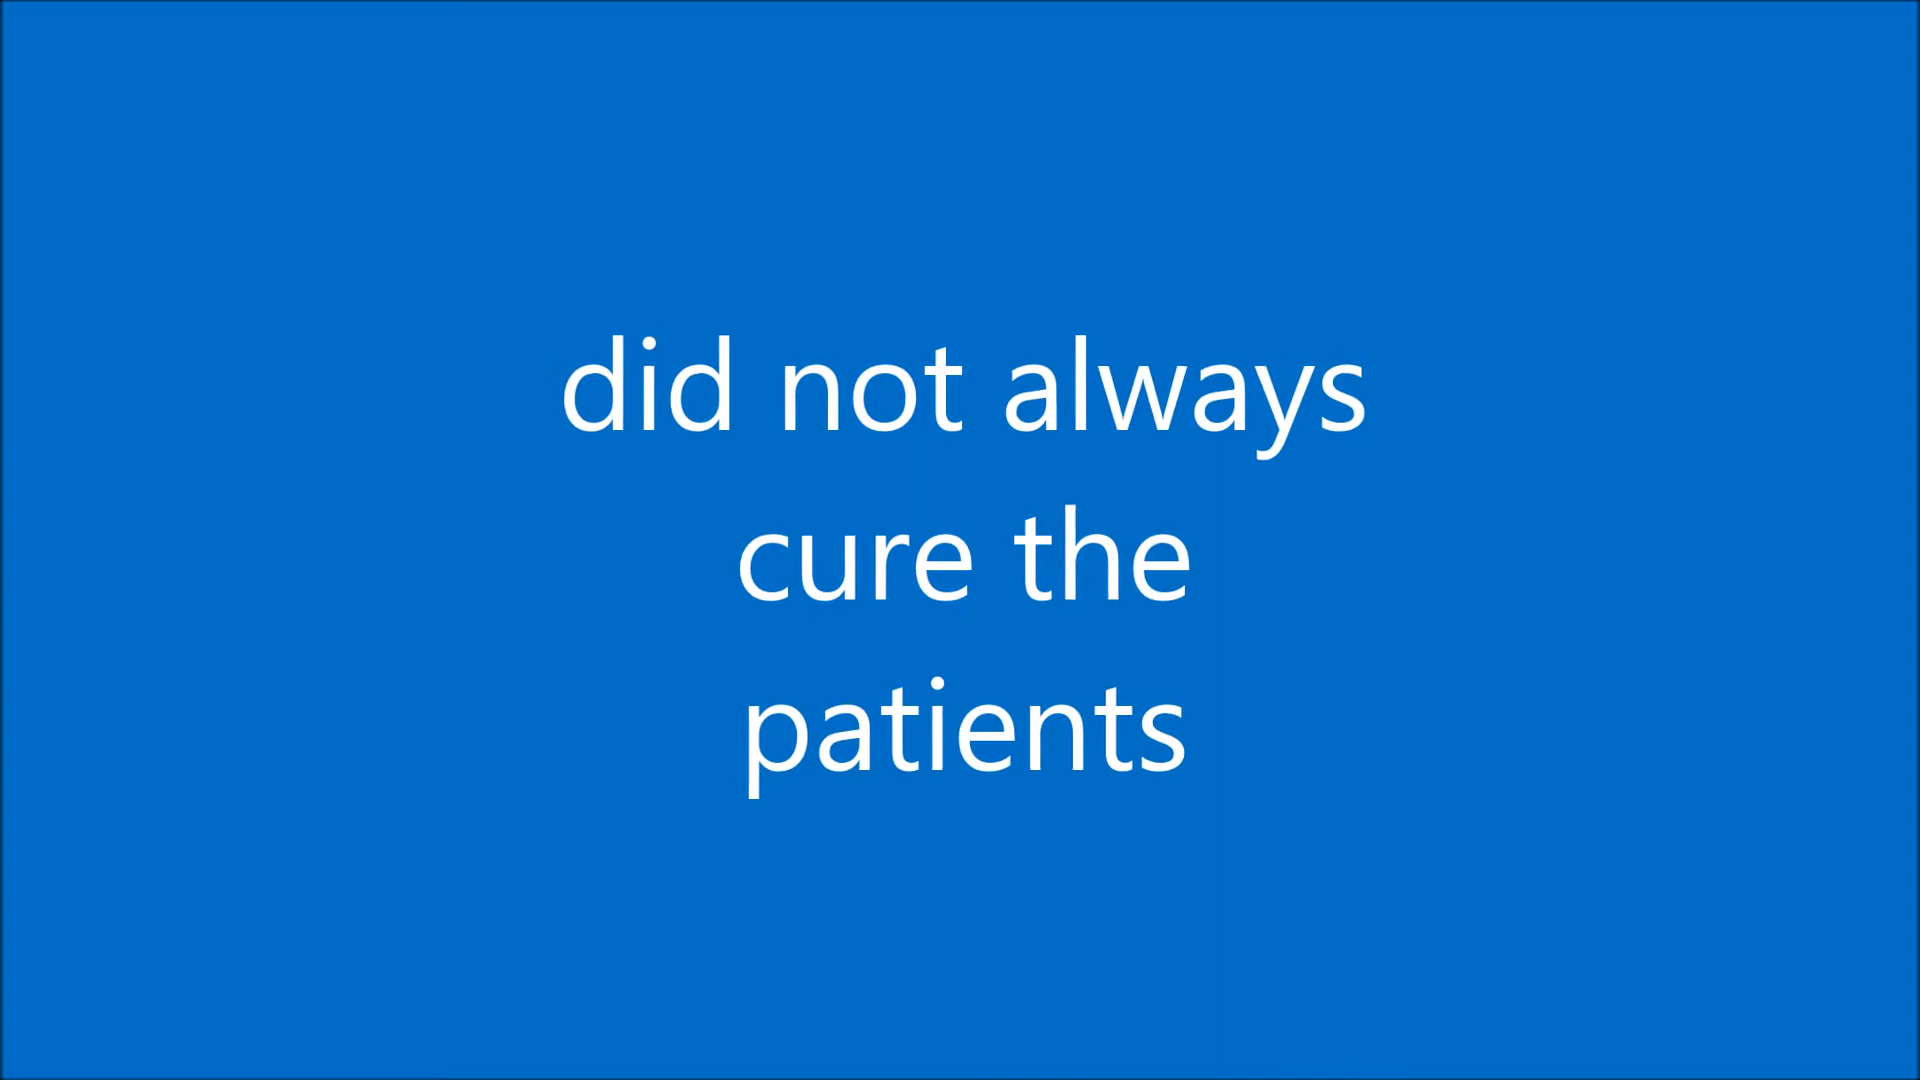 did not always
cure the
patients